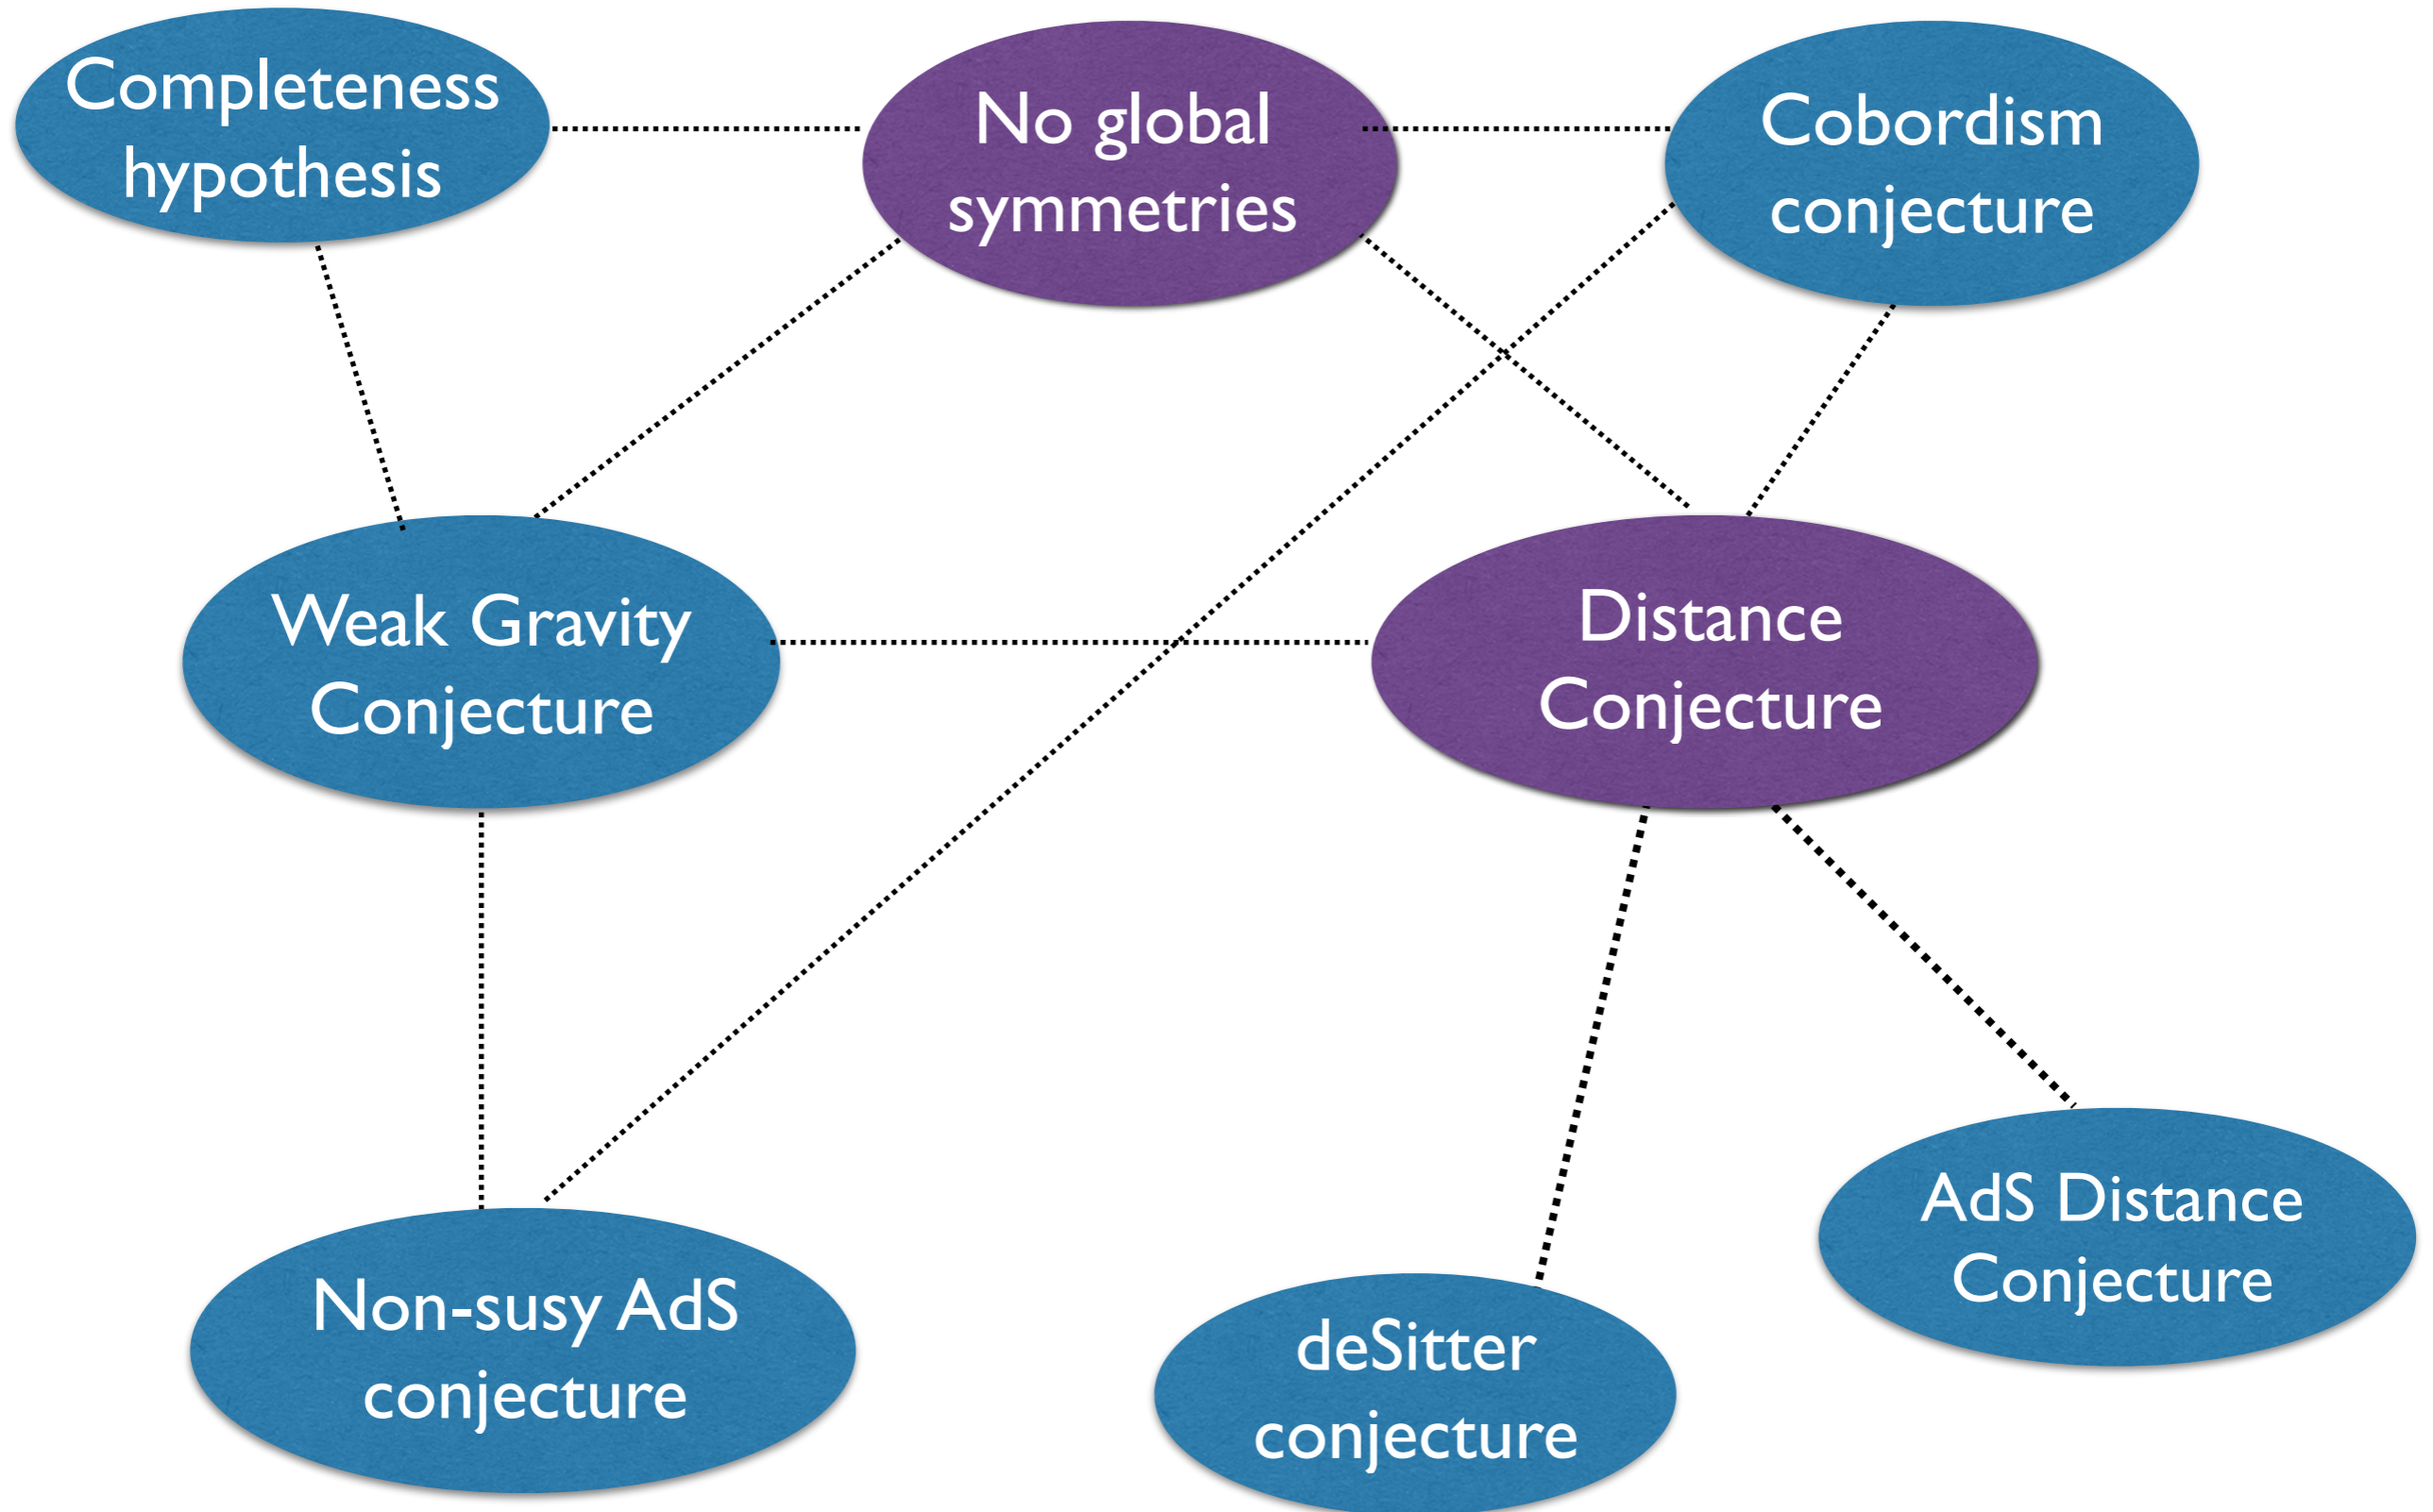 Completeness
hypothesis
No global
symmetries
Cobordism
conjecture
Weak Gravity
Conjecture
Distance
Conjecture
Non-susy AdS
conjecture
deSitter
conjecture
AdS Distance
Conjecture